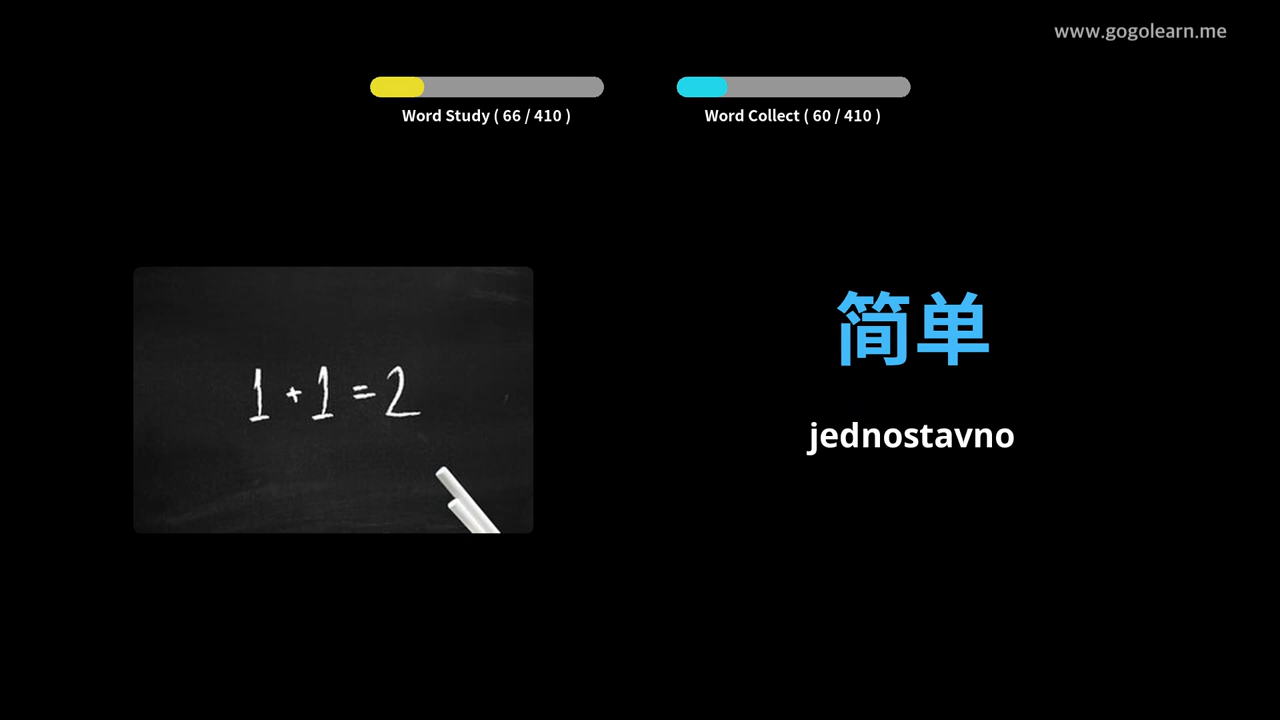 www.gogolearn.me
Word Study ( 66 / 410 )
Word Collect ( 60 / 410 )
1 + 1 = 2
简单
jednostavno